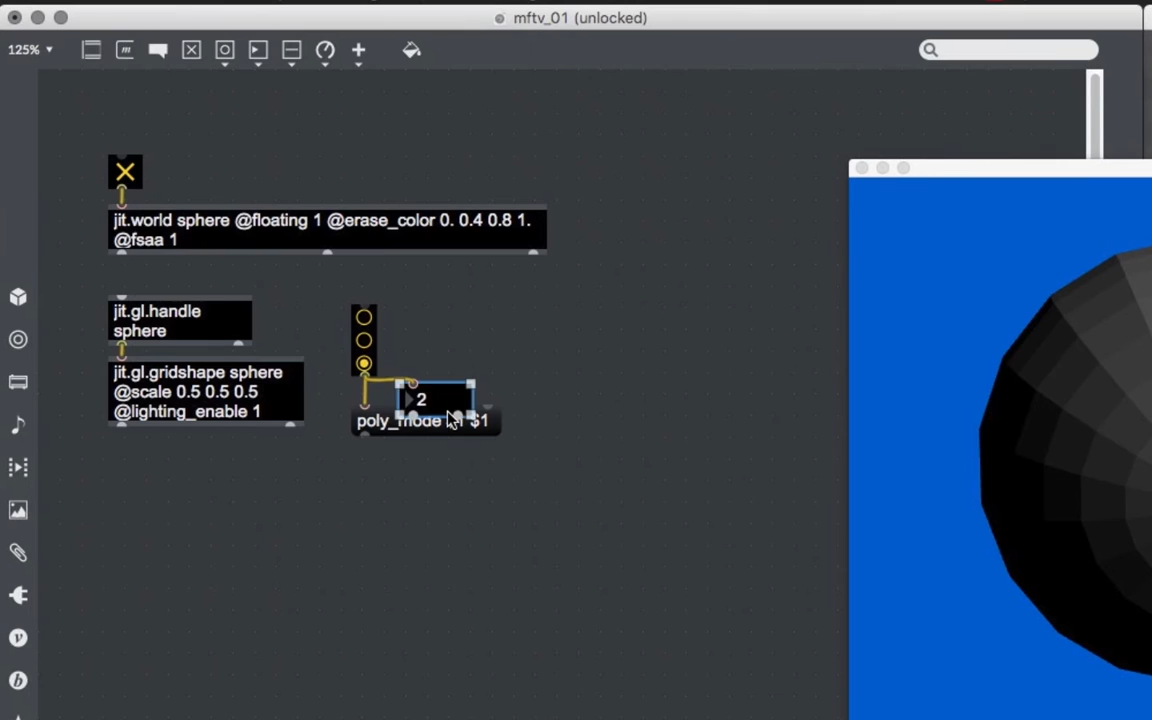 mftv_01 (unlocked)
125%
jit.world sphere @floating 1 @erase_color 0. 0.4 0.8 1.
@fsaa 1
jit.gl.handle
sphere
jit.gl.gridshape sphere
@scale 0.5 0.5 0.5
@lighting_enable 1
2
poly_mode $1 $1